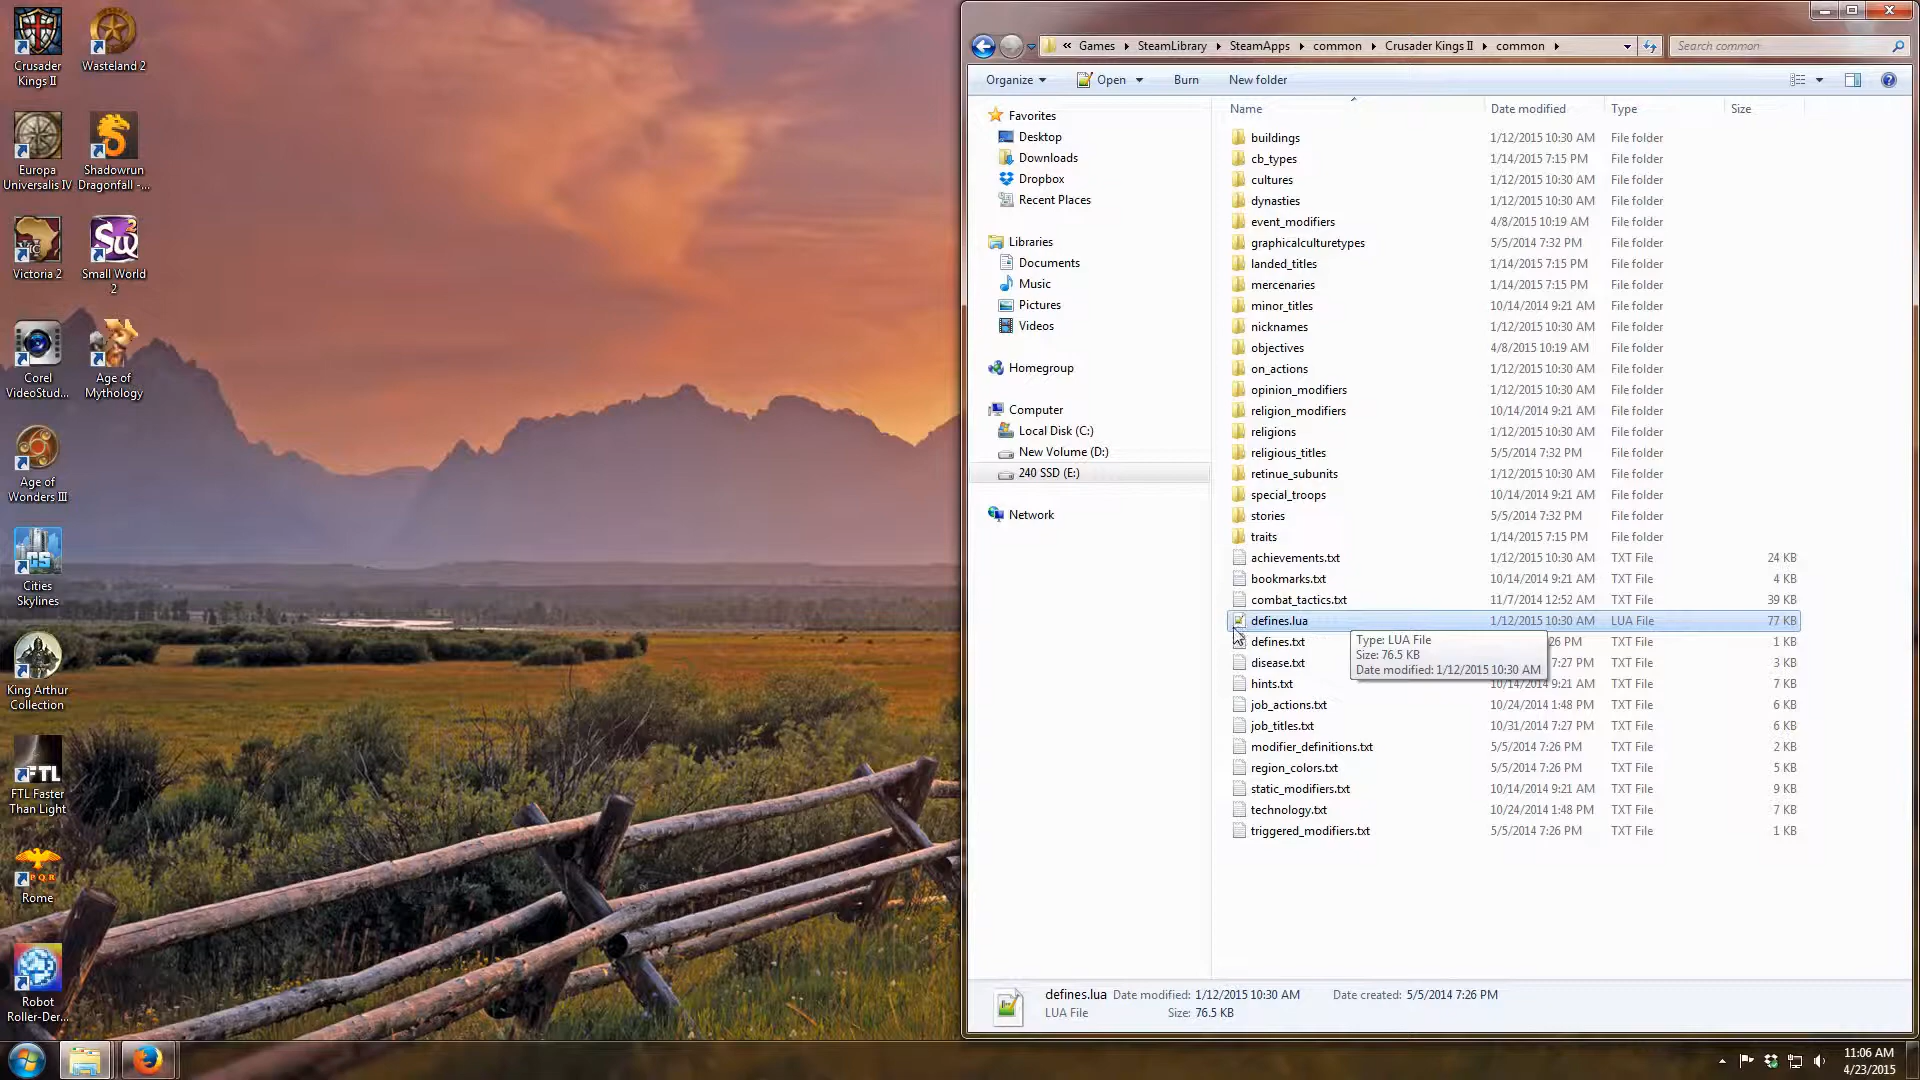 Crusader
Kings II
Wasteland 2
Europa
Universalis IV
Shadowrun
Dragonfall -...
Victoria 2
Small World
2
Corel
VideoStud...
Age of
Mythology
Age of
Wonders III
Cities
Skylines
King Arthur
Collection
FTL
FTL Faster
Than Light
Rome
Robot
Roller-Der...
« Games SteamLibrary SteamApps common Crusader Kings II common
Search common
Organize Open Burn New folder
Favorites
Desktop
Downloads
Dropbox
Recent Places
Libraries
Documents
Music
Pictures
Videos
Homegroup
Computer
Local Disk (C:)
New Volume (D:)
240 SSD (E:)
Network
Name Date modified Type Size
buildings 1/12/2015 10:30 AM File folder
cb_types 1/14/2015 7:15 PM File folder
cultures 1/12/2015 10:30 AM File folder
dynasties 1/12/2015 10:30 AM File folder
event_modifiers 4/8/2015 10:19 AM File folder
graphicalculturetypes 5/5/2014 7:32 PM File folder
landed_titles 1/14/2015 7:15 PM File folder
mercenaries 1/14/2015 7:15 PM File folder
minor_titles 10/14/2014 9:21 AM File folder
nicknames 1/12/2015 10:30 AM File folder
objectives 4/8/2015 10:19 AM File folder
on_actions 1/12/2015 10:30 AM File folder
opinion_modifiers 1/12/2015 10:30 AM File folder
religion_modifiers 10/14/2014 9:21 AM File folder
religions 1/12/2015 10:30 AM File folder
religious_titles 5/5/2014 7:32 PM File folder
retinue_subunits 1/12/2015 10:30 AM File folder
special_troops 10/14/2014 9:21 AM File folder
stories 5/5/2014 7:32 PM File folder
traits 1/14/2015 7:15 PM File folder
achievements.txt 1/12/2015 10:30 AM TXT File 24 KB
bookmarks.txt 10/14/2014 9:21 AM TXT File 4 KB
combat_tactics.txt 11/7/2014 12:52 AM TXT File 39 KB
defines.lua 1/12/2015 10:30 AM LUA File 77 KB
defines.txt :26 PM TXT File 1 KB
disease.txt 7:27 PM TXT File 3 KB
Type: LUA File
Size: 76.5 KB
Date modified: 1/12/2015 10:30 AM
hints.txt 10/14/2014 9:21 AM TXT File 7 KB
job_actions.txt 10/24/2014 1:48 PM TXT File 6 KB
job_titles.txt 10/31/2014 7:27 PM TXT File 6 KB
modifier_definitions.txt 5/5/2014 7:26 PM TXT File 2 KB
region_colors.txt 5/5/2014 7:26 PM TXT File 5 KB
static_modifiers.txt 10/14/2014 9:21 AM TXT File 9 KB
technology.txt 10/24/2014 1:48 PM TXT File 7 KB
triggered_modifiers.txt 5/5/2014 7:26 PM TXT File 1 KB
defines.lua Date modified: 1/12/2015 10:30 AM Date created: 5/5/2014 7:26 PM
LUA File Size: 76.5 KB
11:06 AM
4/23/2015